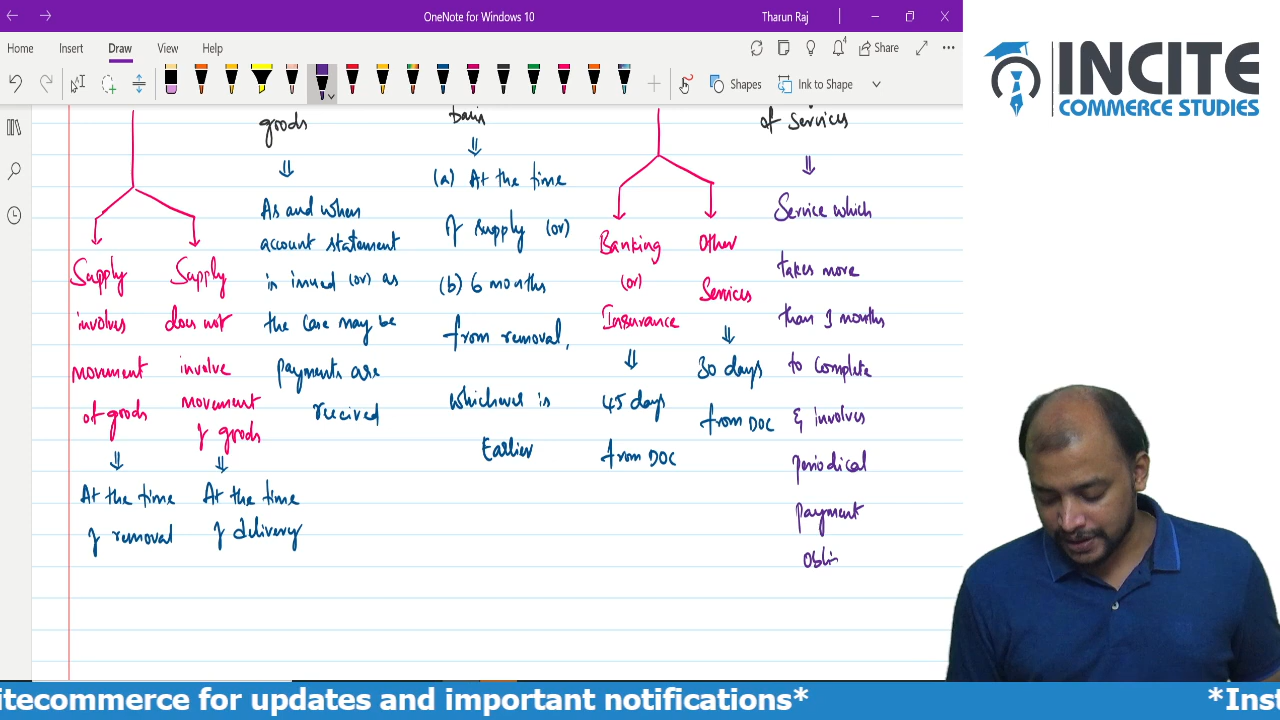 OneNote for Windows 10
Tharun Raj
Home
Insert
Draw
View
Help
4
Share
Shapes
Ink to Shape
INCITE
COMMERCE STUDIES
goods
basis
of services
Supply
involves
movement
of goods
At the time
of removal
Supply
does not
involve
movement
of goods
At the time
of delivery
As and when
account statement
is issued (or) as
the case may be
payments are
received
(a) At the time
of supply (or)
(b) 6 months
from removal,
whichever is
Earlier
Banking
(or)
Insurance
45 days
from DOC
Other
Services
30 days
from DOC
Service which
takes more
than 3 months
to complete
& involves
periodical
payment
Obli
itecommerce for updates and important notifications*
*Inst